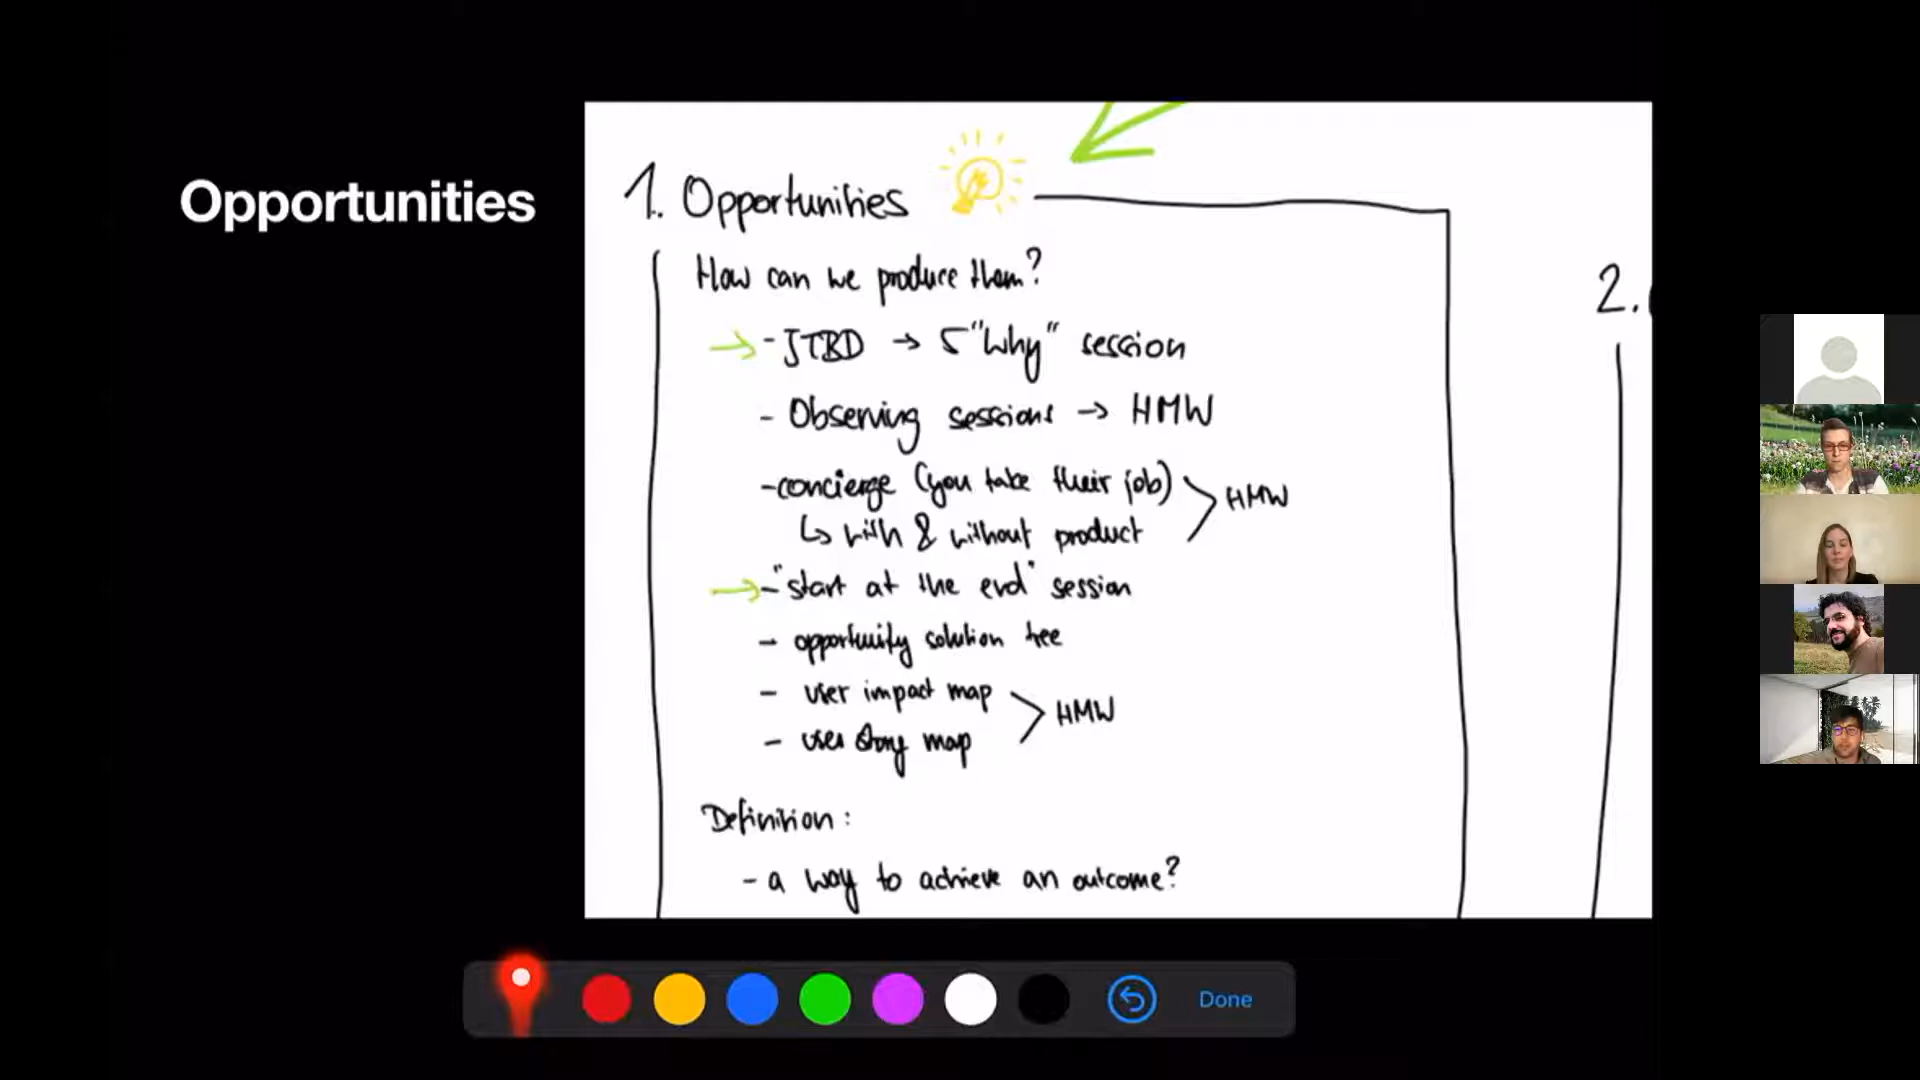 Opportunities
1. Opportunities
How can we produce them?
- JTBD → 5 "Why" session
- Observing sessions → HMW
- concierge (you take their job)
↳ with & without product
HMW
- "start at the end" session
- opportunity solution tree
- user impact map
- user story map
HMW
Definition:
- a way to achieve an outcome?
2.
Done